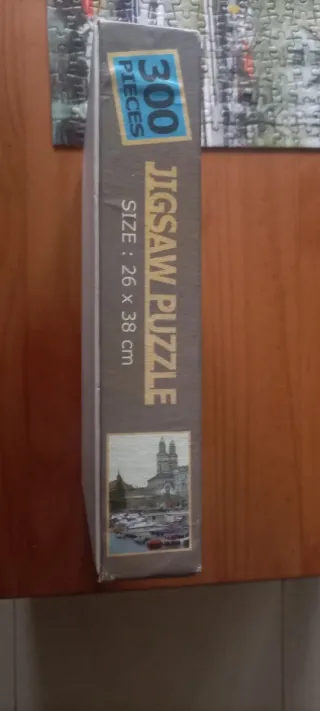 300
PIECES
JIGSAW PUZZLE
SIZE : 26 x 38 cm